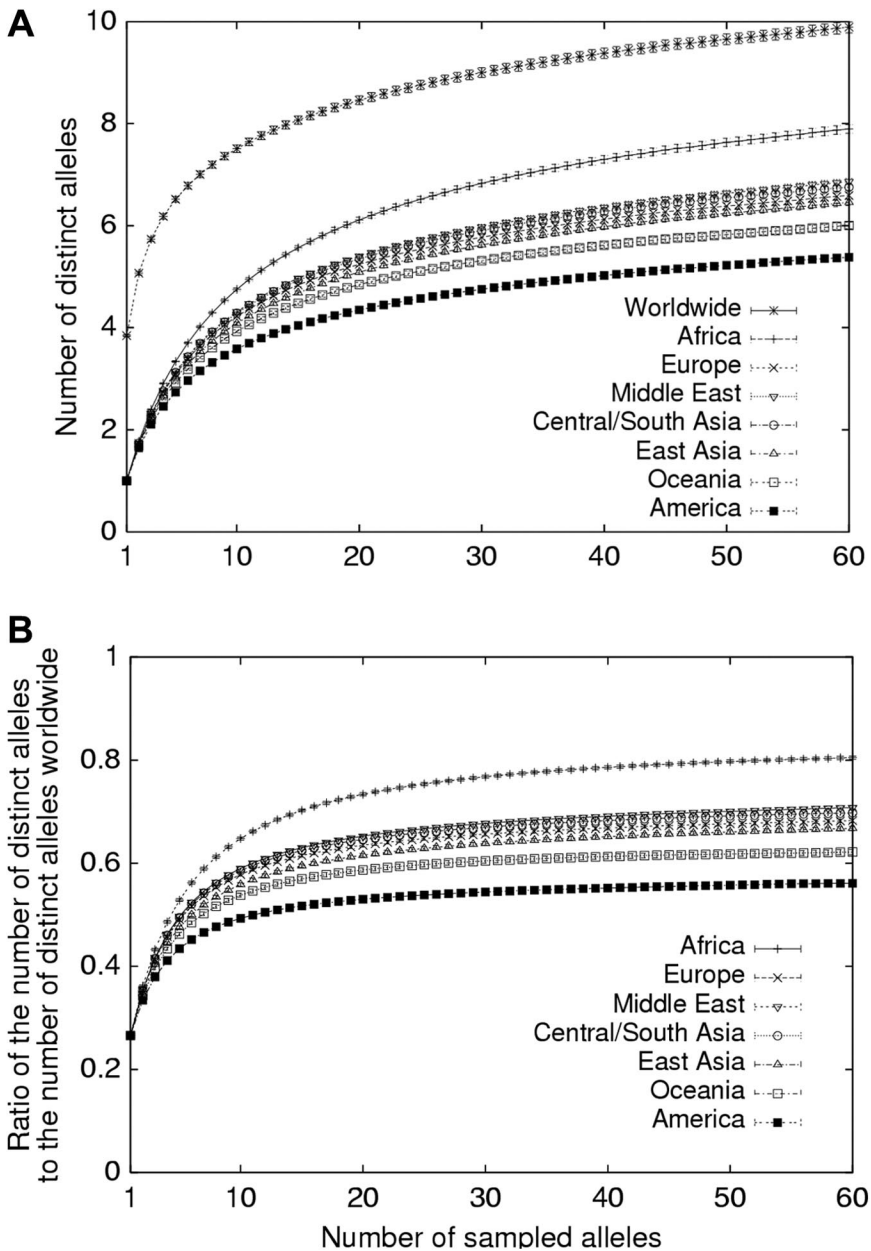 A
10
8
6
4
2
0
Number of distinct alleles
Worldwide
Africa
Europe
Middle East
Central/South Asia
East Asia
Oceania
America
1 10 20 30 40 50 60
B
1
0.8
0.6
0.4
0.2
0
Ratio of the number of distinct alleles
to the number of distinct alleles worldwide
Africa
Europe
Middle East
Central/South Asia
East Asia
Oceania
America
1 10 20 30 40 50 60
Number of sampled alleles